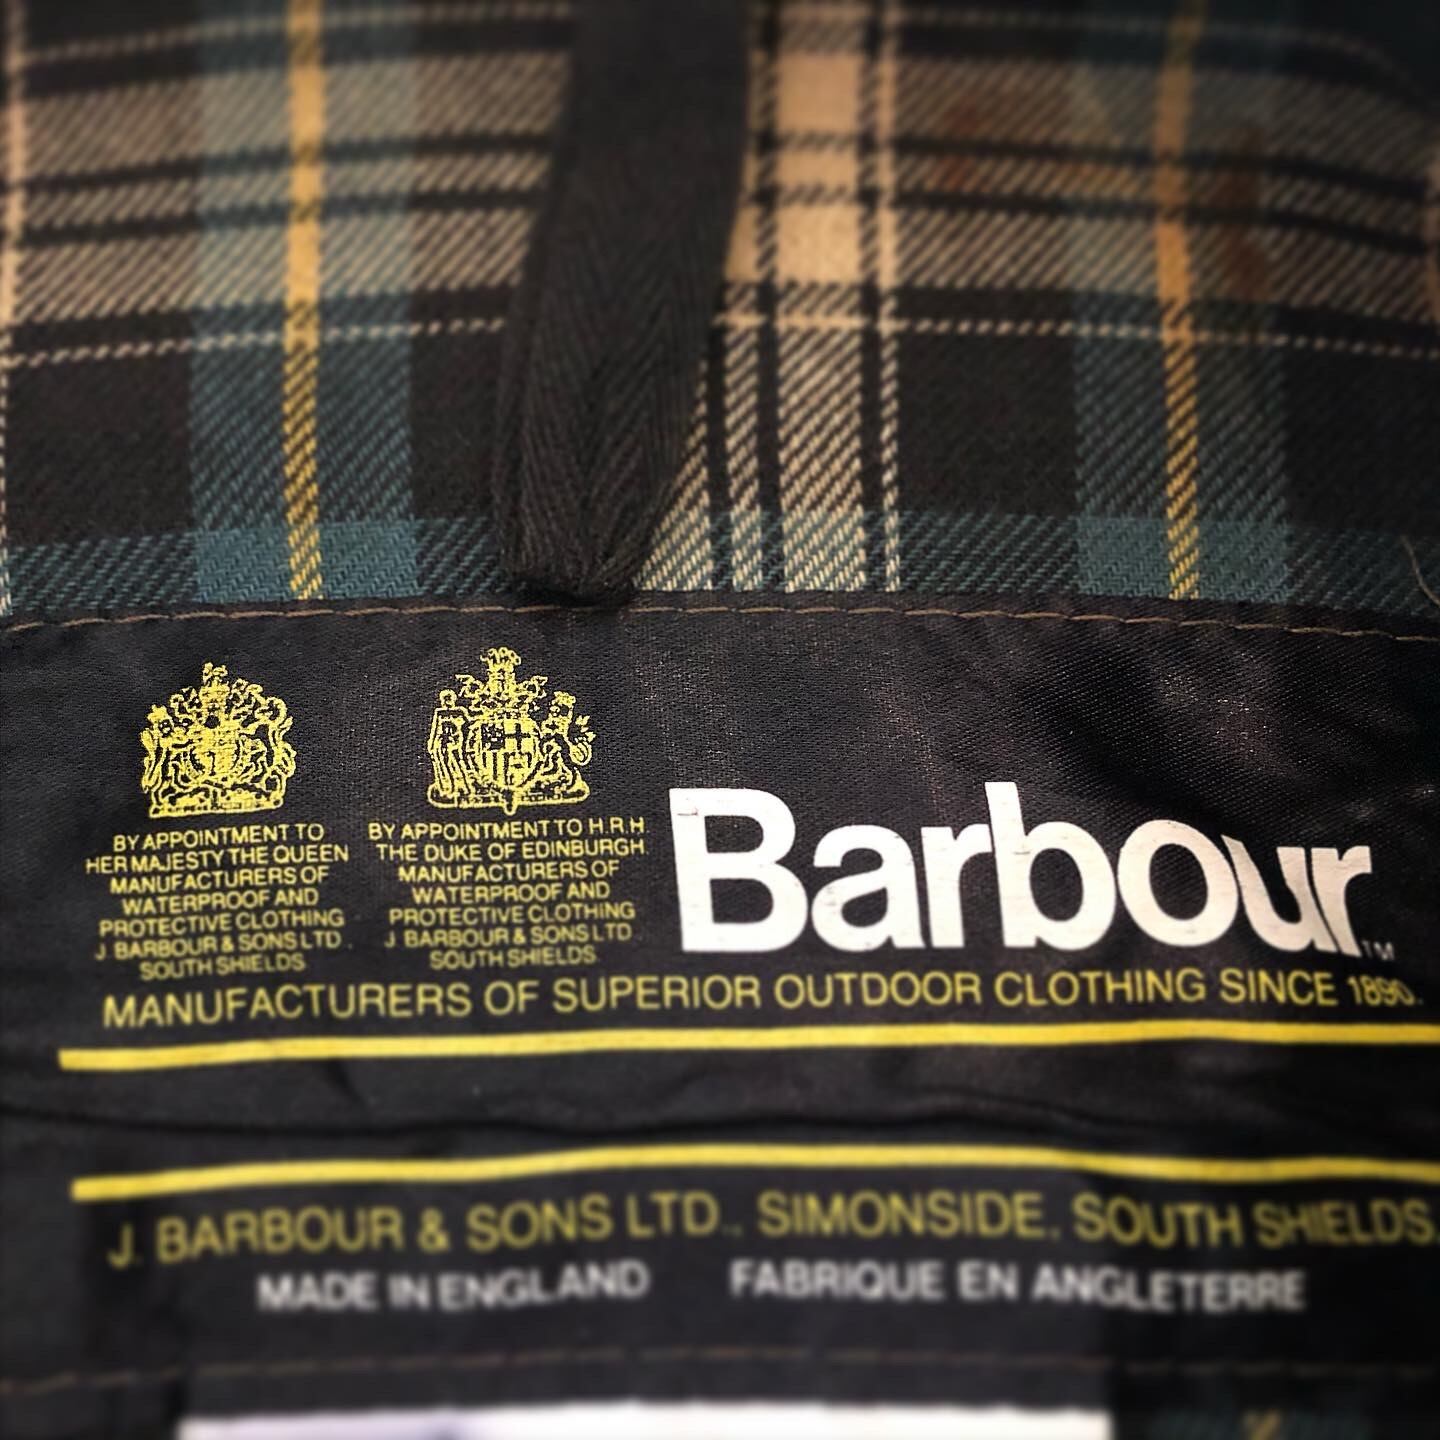 BY APPOINTMENT TO
HER MAJESTY THE QUEEN
MANUFACTURERS OF
WATERPROOF AND
PROTECTIVE CLOTHING
J. BARBOUR & SONS LTD.
SOUTH SHIELDS
BY APPOINTMENT TO H.R.H.
THE DUKE OF EDINBURGH
MANUFACTURERS OF
WATERPROOF AND
PROTECTIVE CLOTHING
J. BARBOUR & SONS LTD
SOUTH SHIELDS
Barbour TM
MANUFACTURERS OF SUPERIOR OUTDOOR CLOTHING SINCE 1890.
J. BARBOUR & SONS LTD., SIMONSIDE, SOUTH SHIELDS.
MADE IN ENGLAND FABRIQUE EN ANGLETERRE